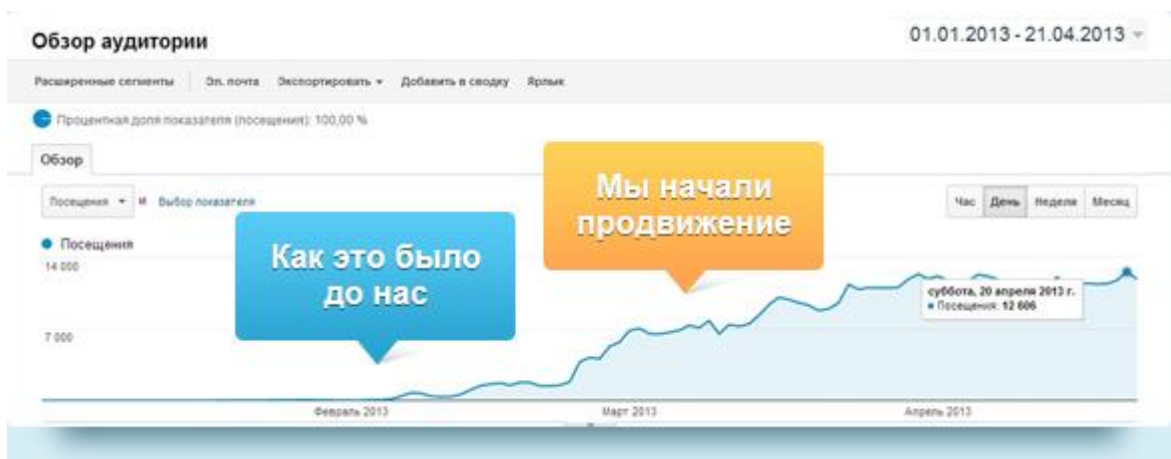 Обзор аудитории
01.01.2013 - 21.04.2013
Расширенные сегменты Эл. почта Экспортировать Добавить в сводку Ярлык
Процентная доля показателя (посещения): 100,00 %
Обзор
Посещения и Выбор показателя
Час День Неделя Месяц
Посещения
14 000
7 000
Как это было
до нас
Мы начали
продвижение
суббота, 20 апреля 2013 г.
Посещения: 12 606
Февраль 2013 Март 2013 Апрель 2013